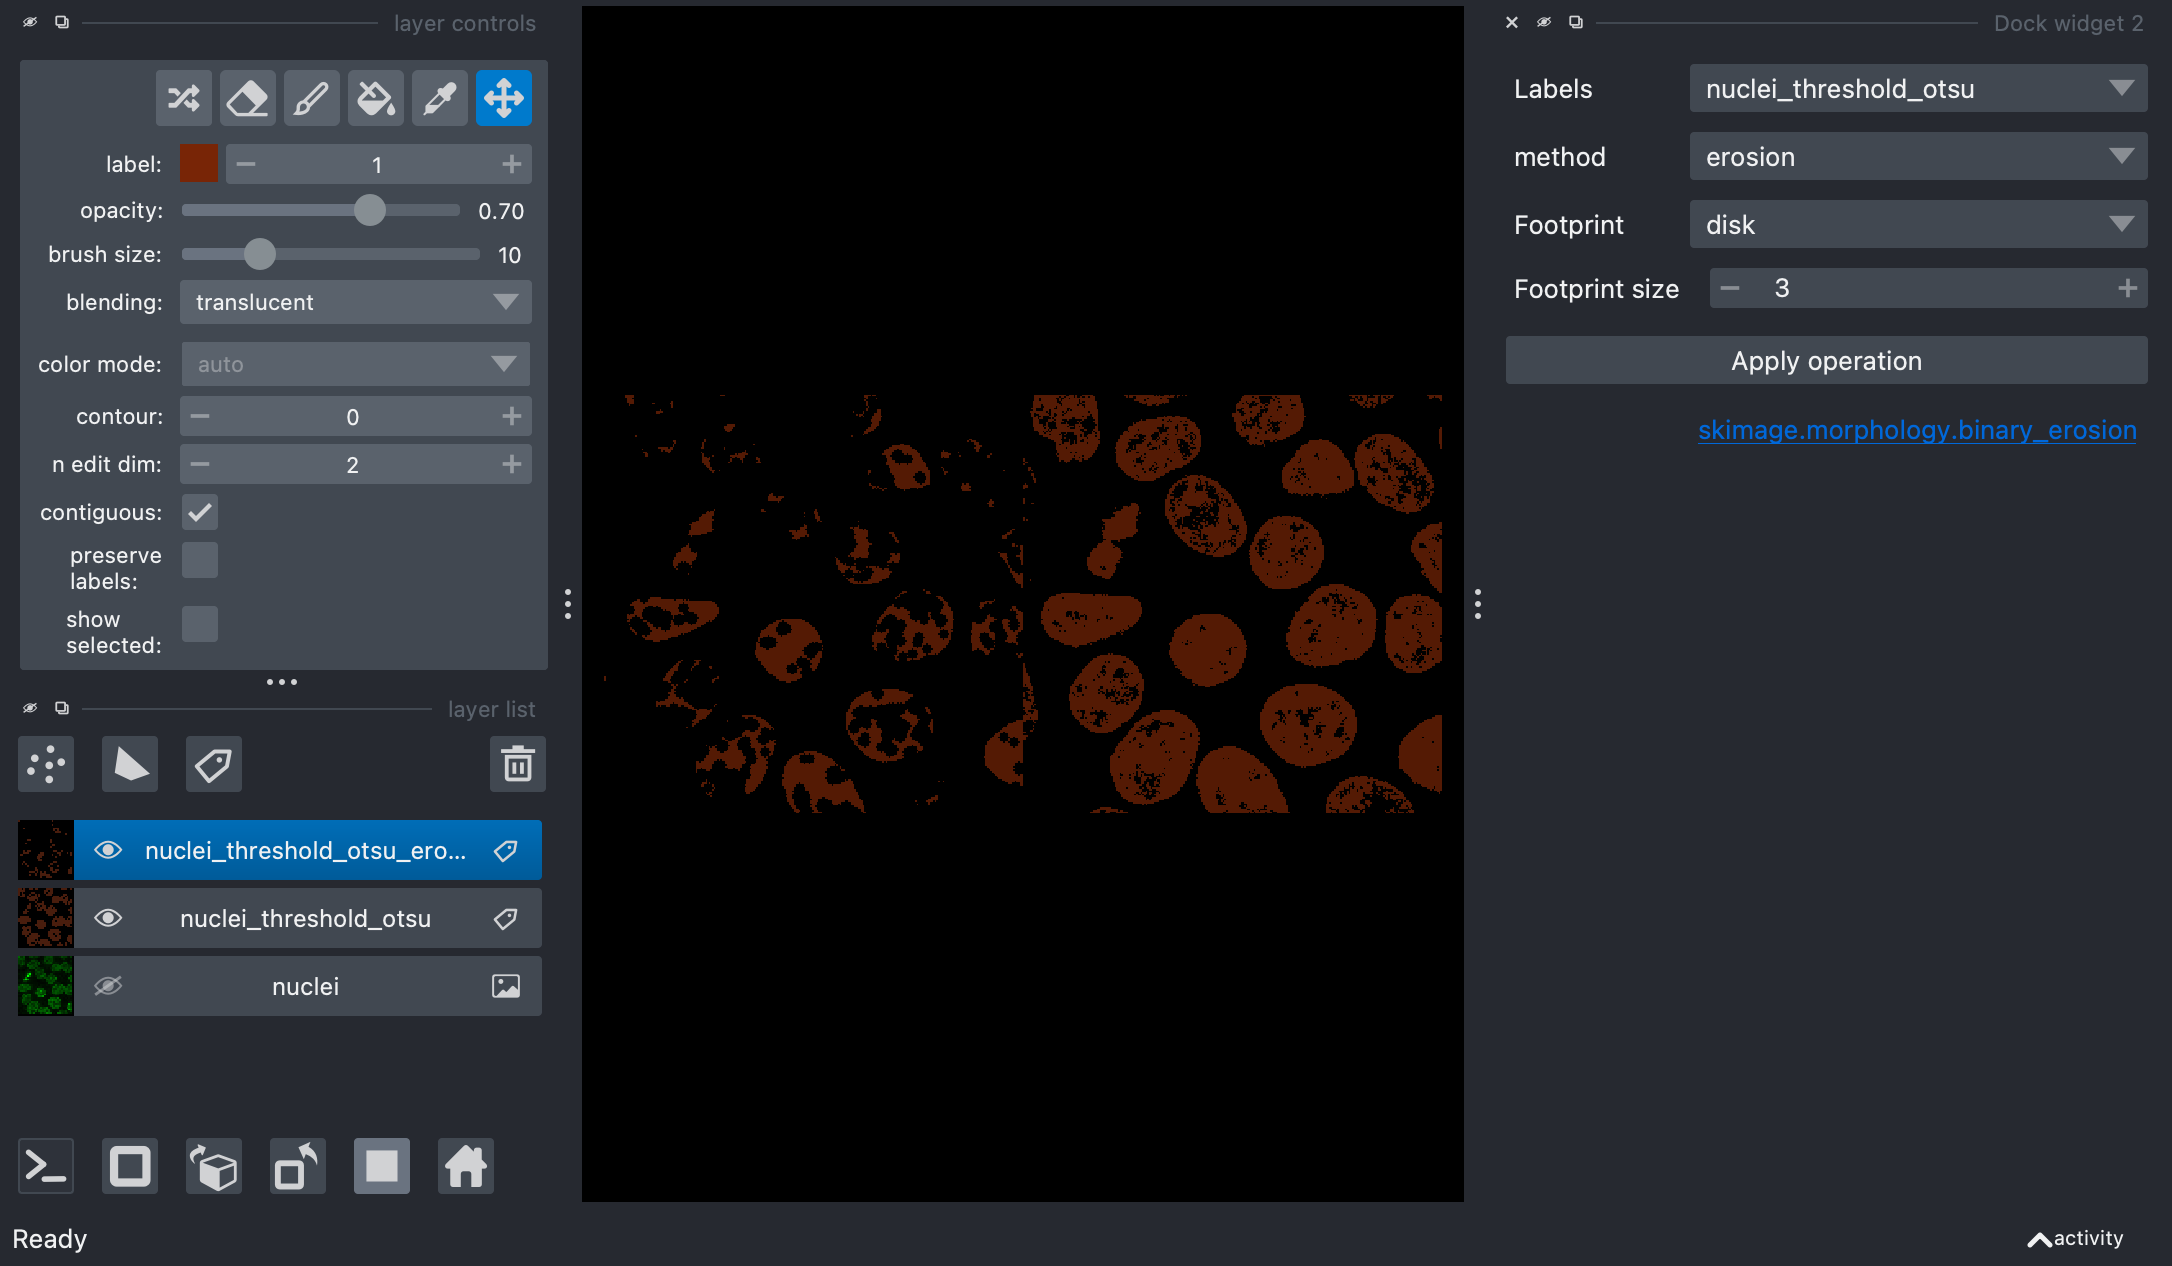 layer controls
label:
1
opacity:
0.70
brush size:
10
blending:
translucent
color mode:
auto
contour:
0
n edit dim:
2
contiguous:
preserve
labels:
show
selected:
layer list
nuclei_threshold_otsu_ero...
nuclei_threshold_otsu
nuclei
Ready
Dock widget 2
Labels
nuclei_threshold_otsu
method
erosion
Footprint
disk
Footprint size
3
Apply operation
skimage.morphology.binary_erosion
activity